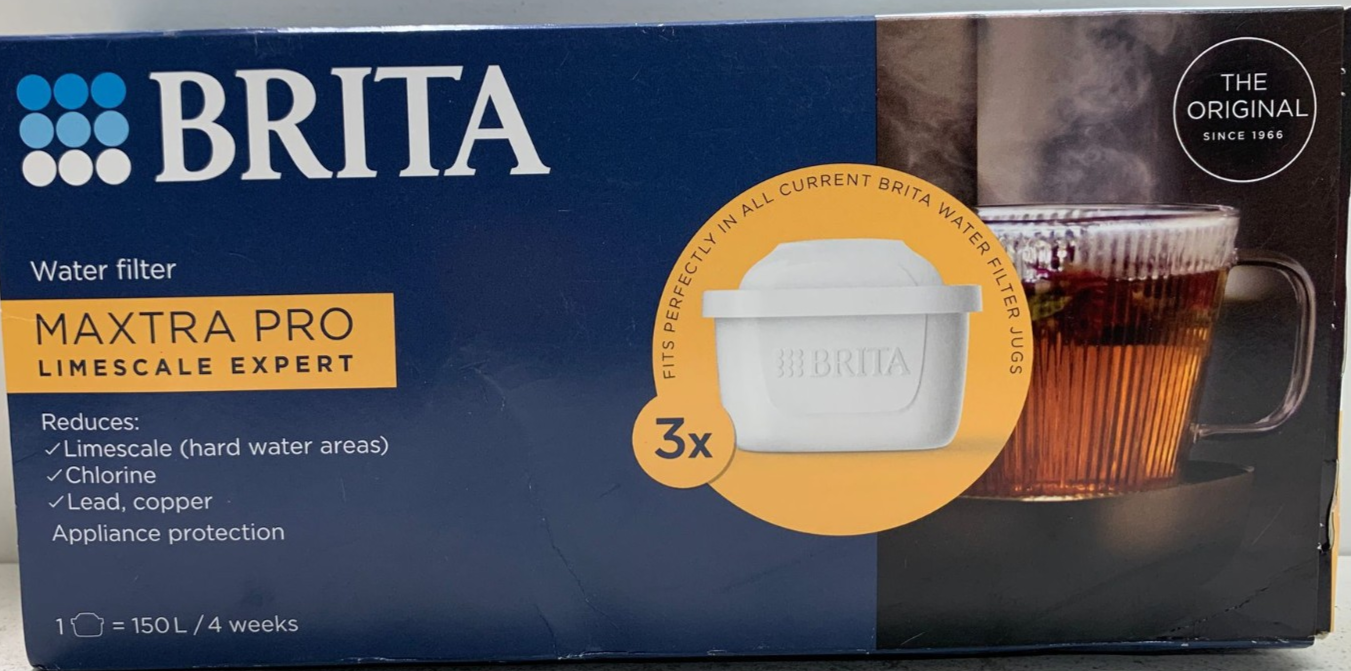 BRITA
THE
ORIGINAL
SINCE 1966
FITS PERFECTLY IN ALL CURRENT BRITA WATER FILTER JUGS
Water filter
MAXTRA PRO
LIMESCALE EXPERT
BRITA
3x
Reduces:
✓Limescale (hard water areas)
✓Chlorine
✓Lead, copper
Appliance protection
1 = 150L/4 weeks